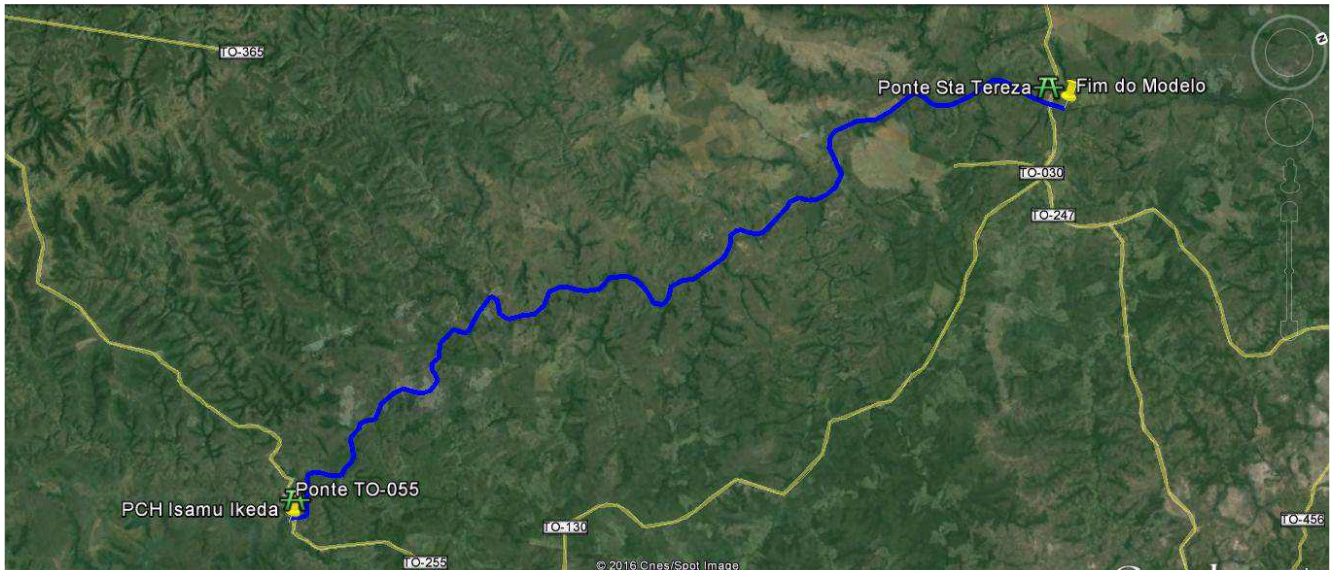 TO-365
Ponte Sta Tereza
Fim do Modelo
N
TO-030
TO-247
Ponte TO-055
PCH Isamu Ikeda
TO-130
TO-456
TO-255
© 2016 Cnes/Spot Image